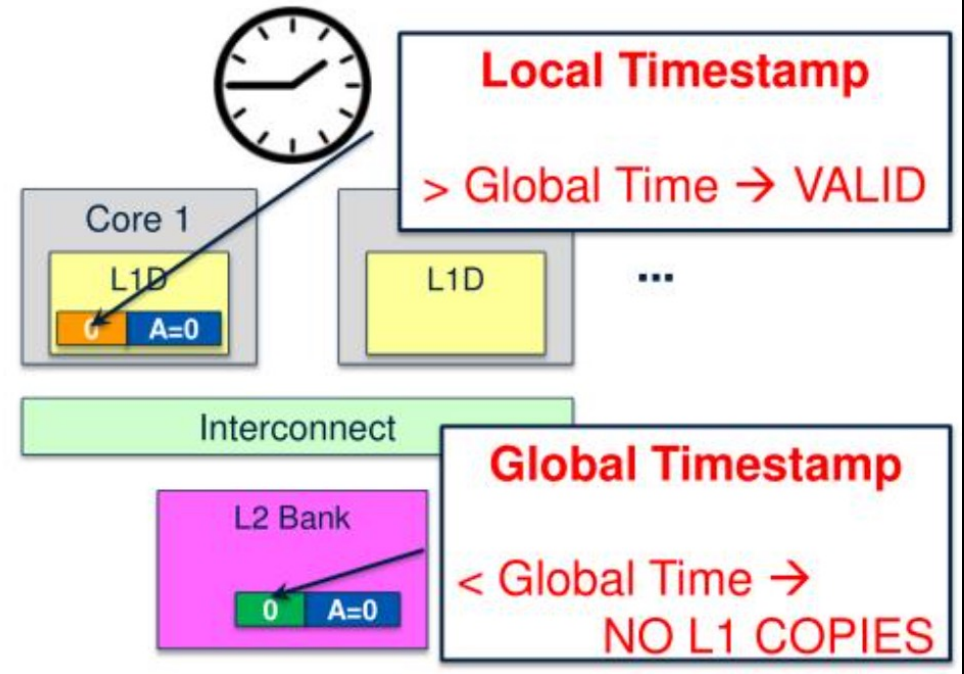 Local Timestamp
> Global Time → VALID
Core 1
L1D
0 A=0
L1D
...
Interconnect
Global Timestamp
< Global Time →
NO L1 COPIES
L2 Bank
0 A=0